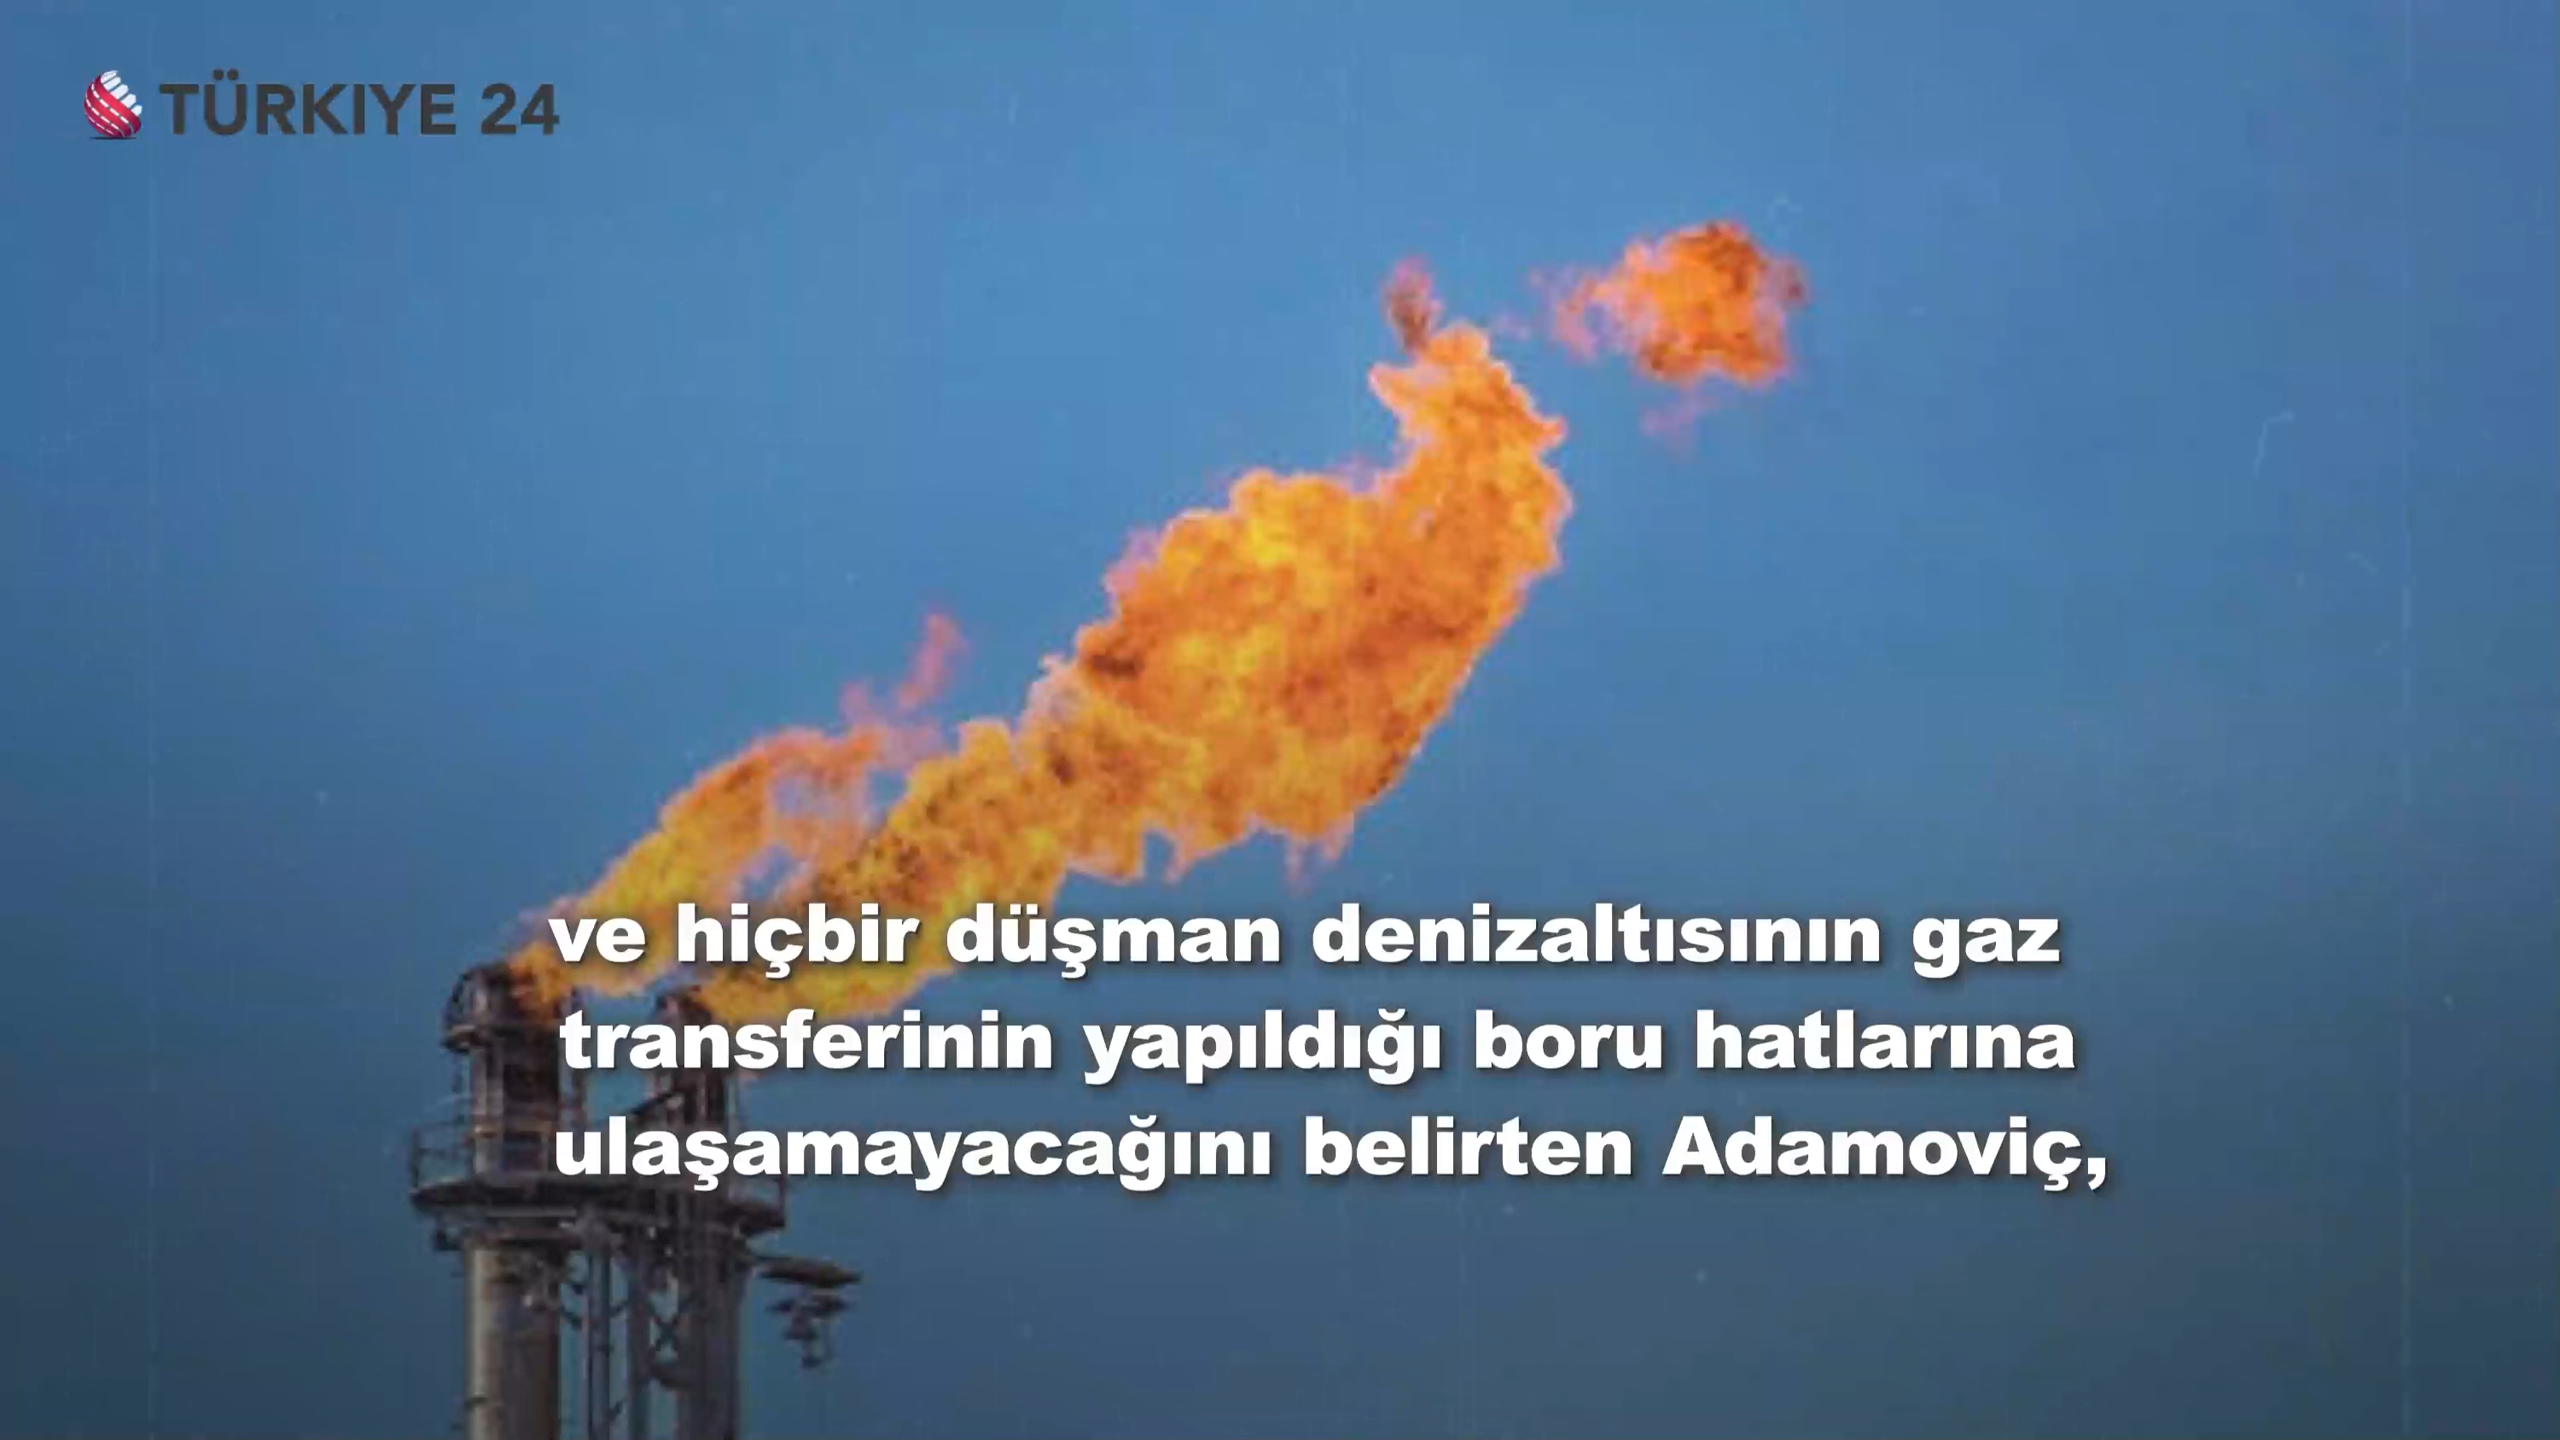 TÜRKIYE 24
ve hiçbir düşman denizaltısının gaz
transferinin yapıldığı boru hatlarına
ulaşamayacağını belirten Adamoviç,